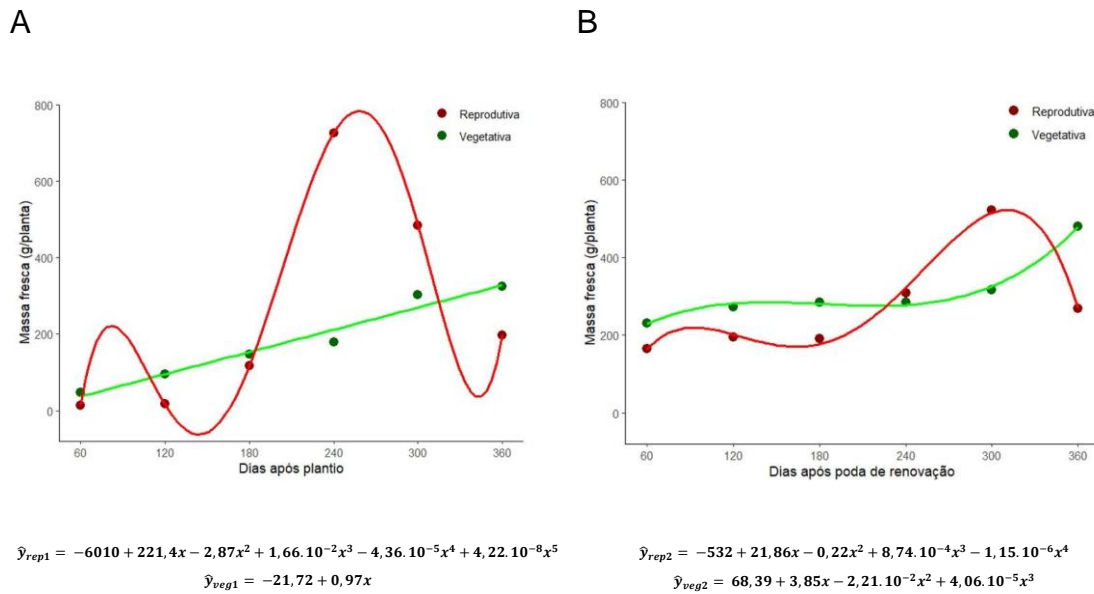 A
B
800
600
400
200
0
Massa fresca (g/planta)
Reprodutiva
Vegetativa
60 120 180 240 300 360
Dias após plantio
800
600
400
200
0
Massa fresca (g/planta)
Reprodutiva
Vegetativa
60 120 180 240 300 360
Dias após poda de renovação
ŷ_rep1 = −6010 + 221,4x − 2,87x² + 1,66.10⁻²x³ − 4,36.10⁻⁵x⁴ + 4,22.10⁻⁸x⁵
ŷ_veg1 = −21,72 + 0,97x
ŷ_rep2 = −532 + 21,86x − 0,22x² + 8,74.10⁻⁴x³ − 1,15.10⁻⁶x⁴
ŷ_veg2 = 68,39 + 3,85x − 2,21.10⁻²x² + 4,06.10⁻⁵x³